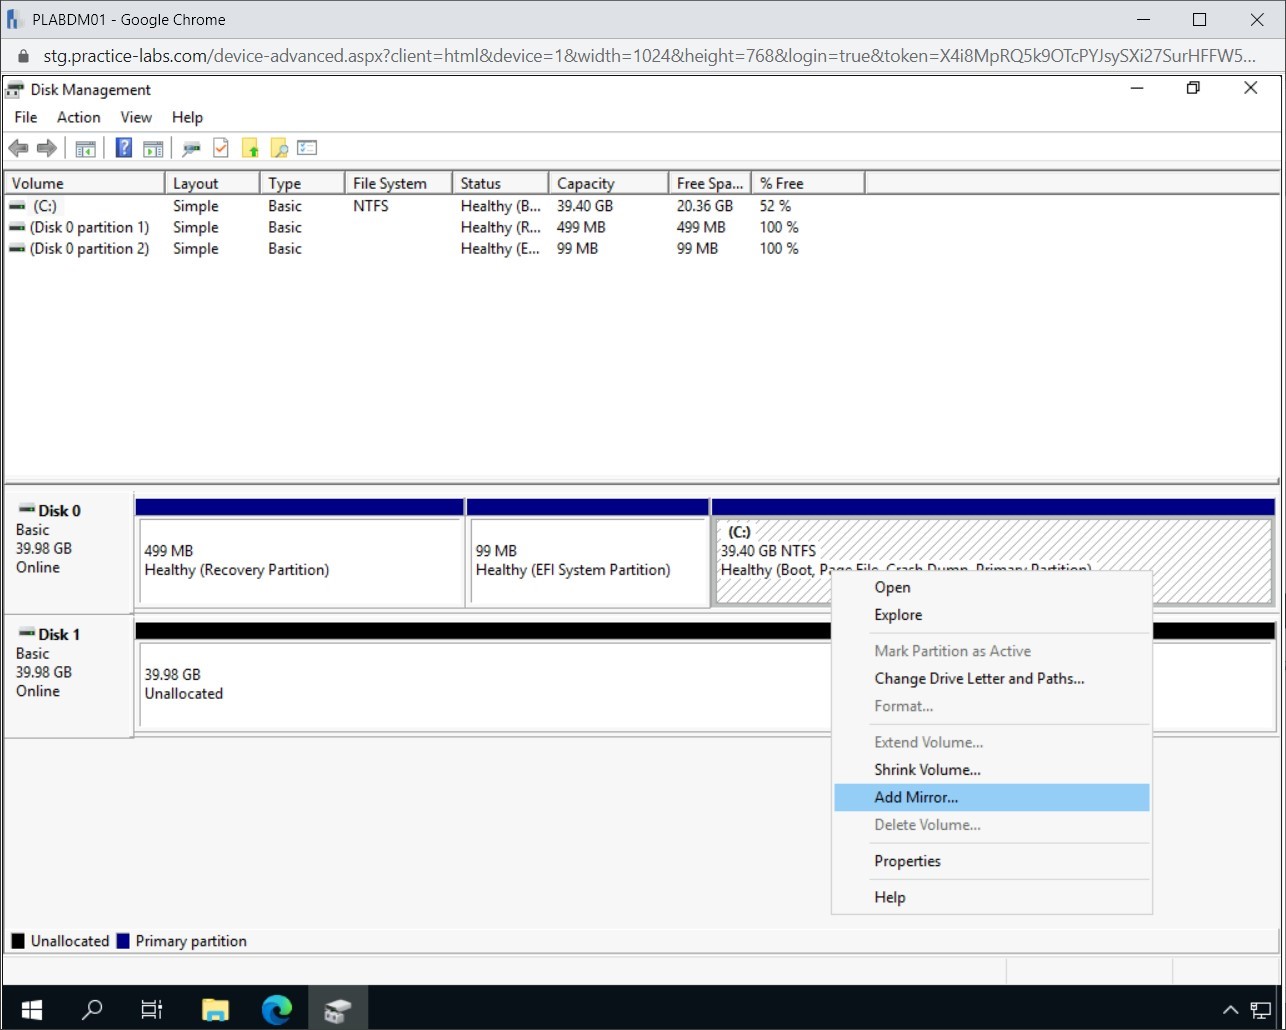 PLABDM01 - Google Chrome
stg.practice-labs.com/device-advanced.aspx?client=html&device=1&width=1024&height=768&login=true&token=X4i8MpRQ5k9OTcPYJsySXi27SurHFFW5...
Disk Management
File Action View Help
Volume Layout Type File System Status Capacity Free Spa... % Free
(C:) Simple Basic NTFS Healthy (B... 39.40 GB 20.36 GB 52 %
(Disk 0 partition 1) Simple Basic Healthy (R... 499 MB 499 MB 100 %
(Disk 0 partition 2) Simple Basic Healthy (E... 99 MB 99 MB 100 %
Disk 0
Basic
39.98 GB
Online
499 MB
Healthy (Recovery Partition)
99 MB
Healthy (EFI System Partition)
(C:)
39.40 GB NTFS
Healthy (Boot, Page File, Crash Dump, Primary Partition)
Disk 1
Basic
39.98 GB
Online
39.98 GB
Unallocated
Open
Explore
Mark Partition as Active
Change Drive Letter and Paths...
Format...
Extend Volume...
Shrink Volume...
Add Mirror...
Delete Volume...
Properties
Help
Unallocated Primary partition